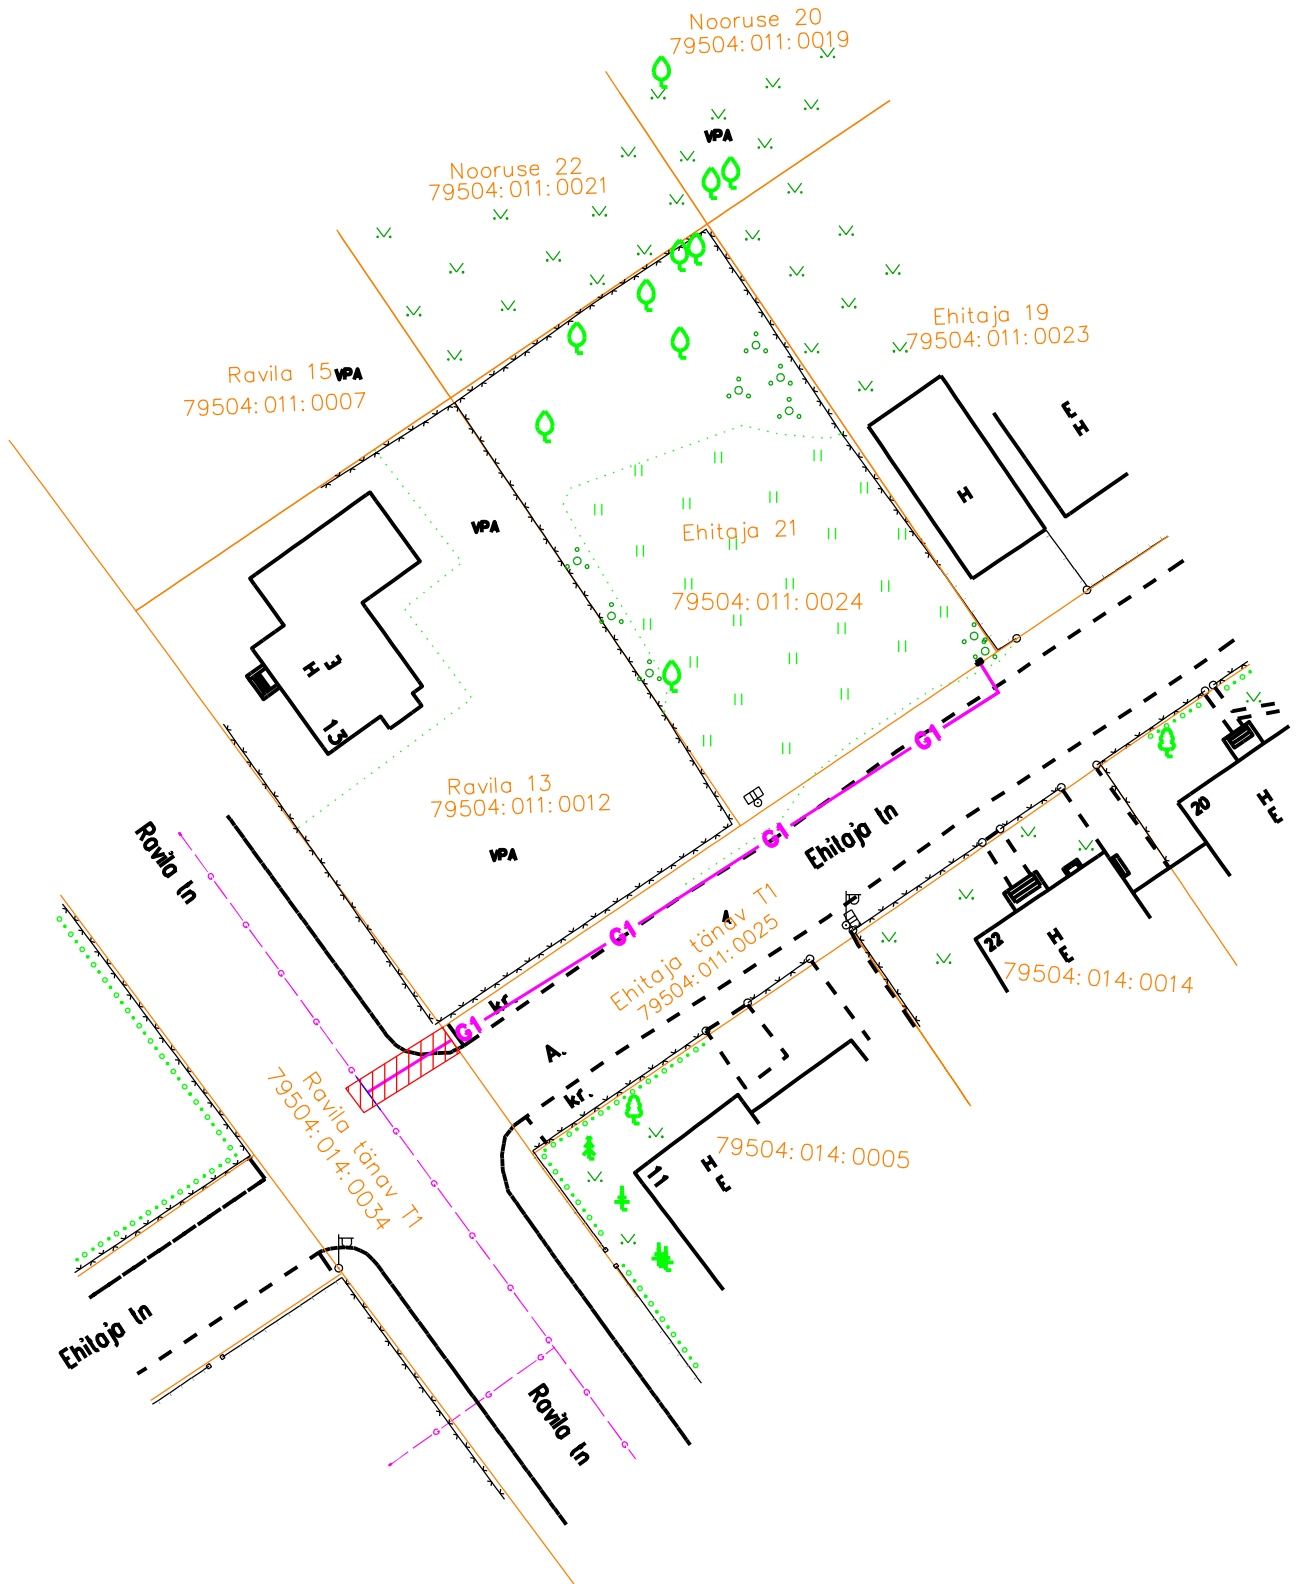 Nooruse 20
79504:011:0019
VPA
Nooruse 22
79504:011:0021
Ehitaja 19
79504:011:0023
Ravila 15
VPA
79504:011:0007
E
H
H
VPA
Ehitaja 21
79504:011:0024
E
H
13
Ravila 13
79504:011:0012
VPA
G1
G1
G1
G1
Ehitaja tn
Ravila tn
20
H
E
22
H
E
79504:014:0014
Ehitaja tänav T1
79504:011:0025
kr.
A.
kr.
Ravila tänav T1
79504:014:0034
79504:014:0005
11
H
E
Ehitaja tn
Ravila tn
G
G
G
G
G
G
G
G
G
G
G
G
G
G